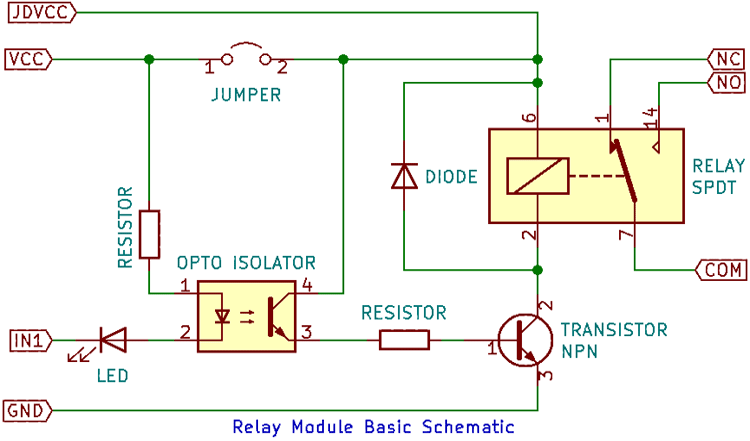 JDVCC
VCC
1
2
JUMPER
NC
NO
6
1
14
RELAY
SPDT
DIODE
RESISTOR
2
7
OPTO ISOLATOR
COM
1
4
RESISTOR
2
TRANSISTOR
NPN
IN1
2
3
1
LED
3
GND
Relay Module Basic Schematic